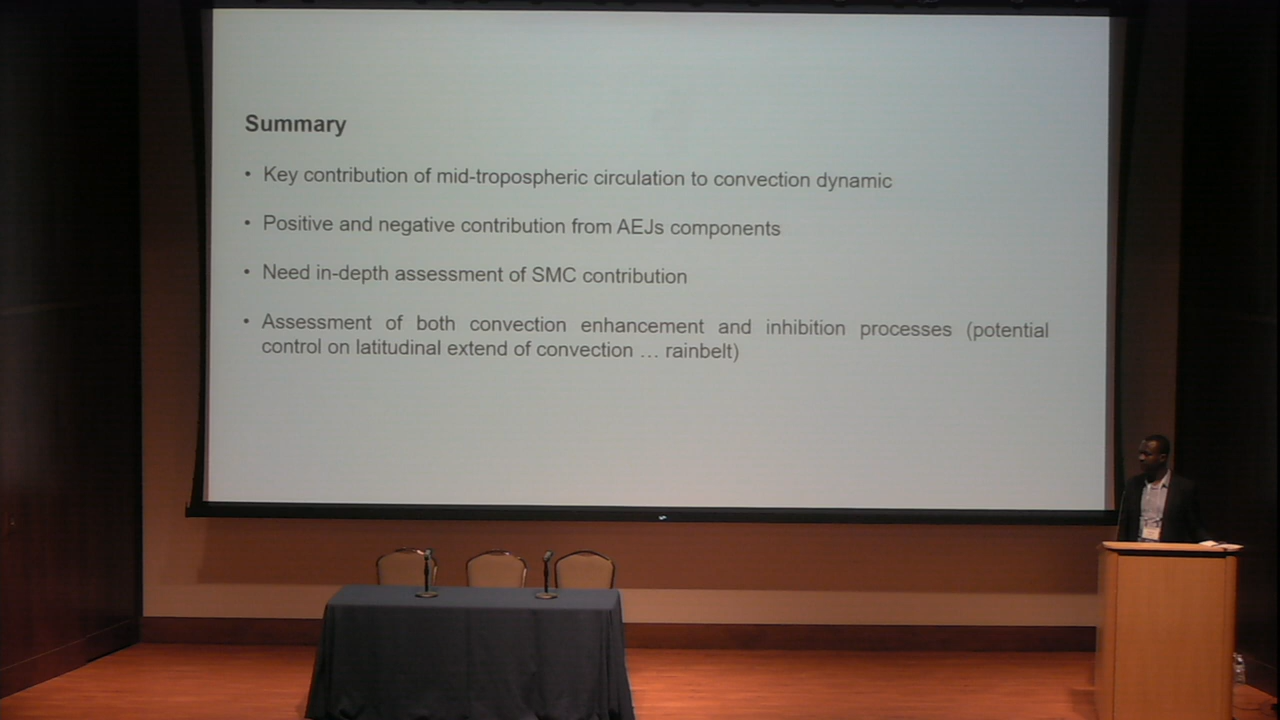 Summary
• Key contribution of mid-tropospheric circulation to convection dynamic
• Positive and negative contribution from AEJs components
• Need in-depth assessment of SMC contribution
• Assessment of both convection enhancement and inhibition processes (potential
control on latitudinal extend of convection … rainbelt)